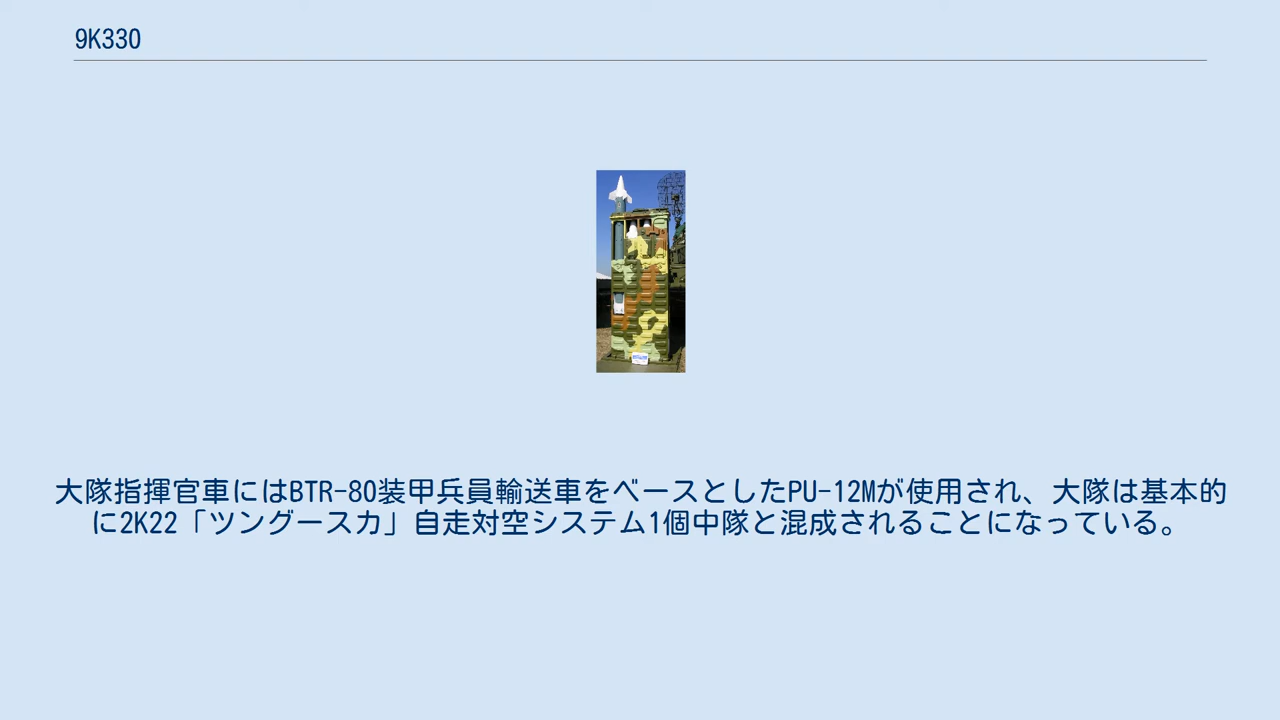 9K330
大隊指揮官車にはBTR-80装甲兵員輸送車をベースとしたPU-12Mが使用され、大隊は基本的
に2K22「ツングースカ」自走対空システム1個中隊と混成されることになっている。